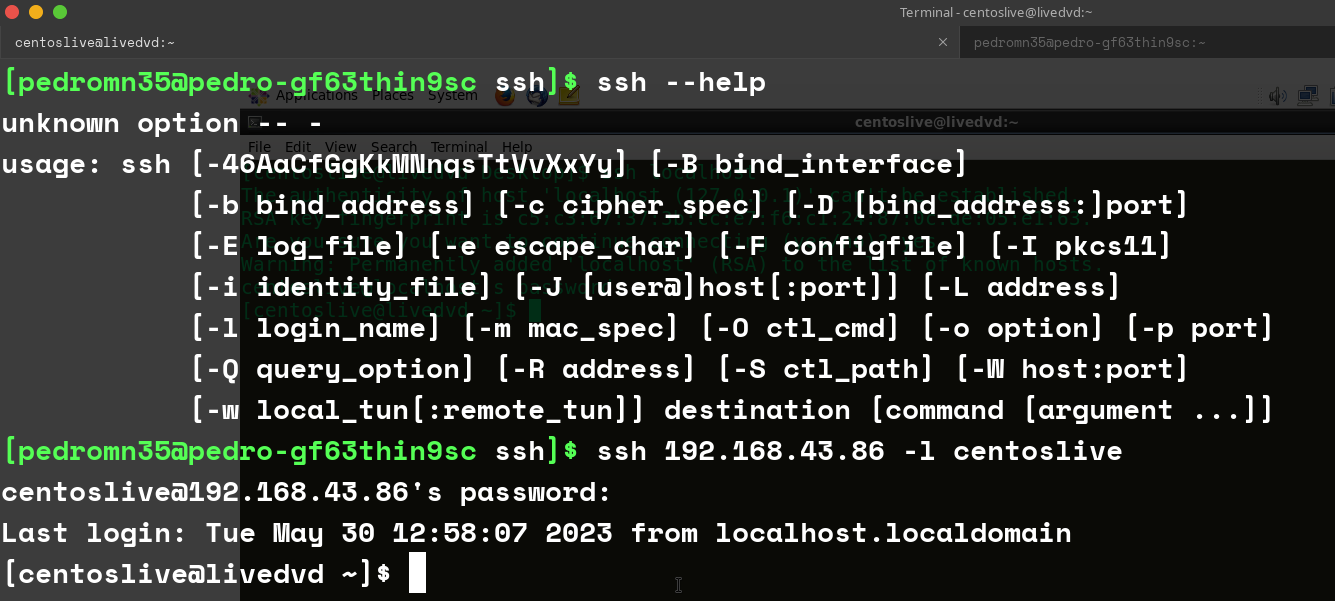 Terminal - centoslive@livedvd:~
centoslive@livedvd:~ ×
pedromn35@pedro-gf63thin9sc:~
[pedromn35@pedro-gf63thin9sc ssh]$ ssh --help
Applications Places System
unknown option -- -
centoslive@livedvd:~
File Edit View Search Terminal Help
usage: ssh [-46AaCfGgKkMNnqsTtVvXxYy] [-B bind_interface]
[-b bind_address] [-c cipher_spec] [-D [bind_address:]port]
[-E log_file] [-e escape_char] [-F configfile] [-I pkcs11]
[-i identity_file] [-J [user@]host[:port]] [-L address]
[centoslive@livedvd ~]$
[-l login_name] [-m mac_spec] [-O ctl_cmd] [-o option] [-p port]
[-Q query_option] [-R address] [-S ctl_path] [-W host:port]
[-w local_tun[:remote_tun]] destination [command [argument ...]]
[pedromn35@pedro-gf63thin9sc ssh]$ ssh 192.168.43.86 -l centoslive
centoslive@192.168.43.86's password:
Last login: Tue May 30 12:58:07 2023 from localhost.localdomain
[centoslive@livedvd ~]$